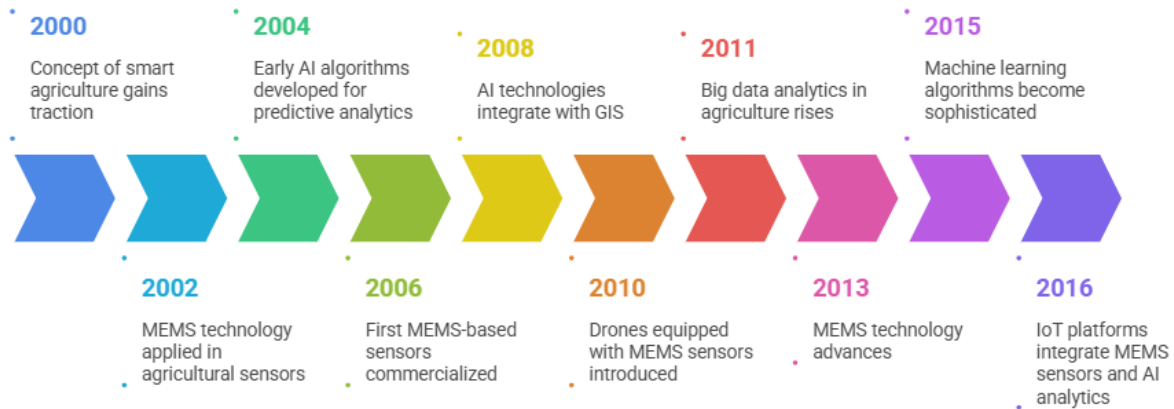 2000
Concept of smart
agriculture gains
traction
2002
MEMS technology
applied in
agricultural sensors
2004
Early AI algorithms
developed for
predictive analytics
2006
First MEMS-based
sensors
commercialized
2008
AI technologies
integrate with GIS
2010
Drones equipped
with MEMS sensors
introduced
2011
Big data analytics in
agriculture rises
2013
MEMS technology
advances
2015
Machine learning
algorithms become
sophisticated
2016
IoT platforms
integrate MEMS
sensors and AI
analytics